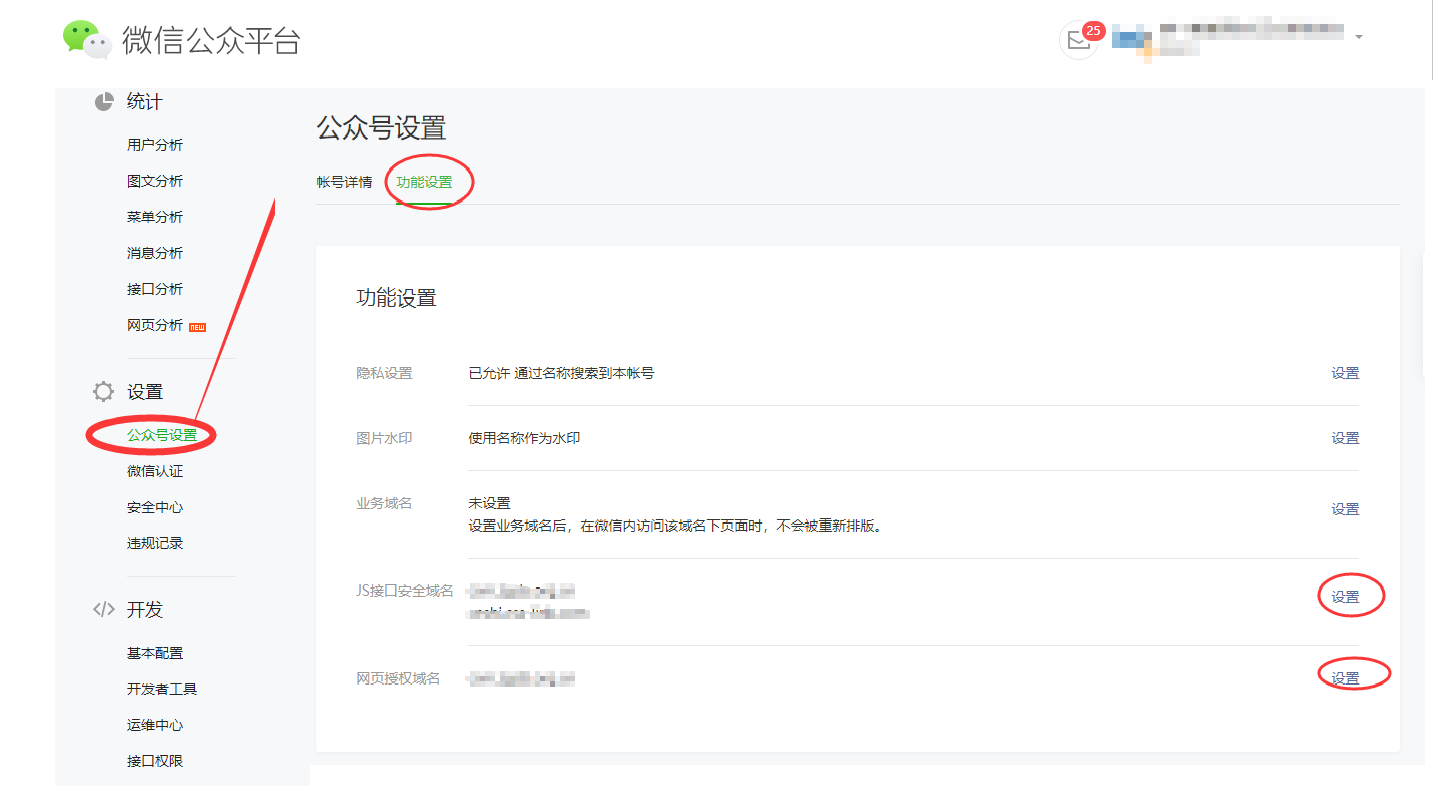 微信公众平台
25
统计
用户分析
图文分析
菜单分析
消息分析
接口分析
网页分析 NEW
设置
公众号设置
微信认证
安全中心
违规记录
开发
基本配置
开发者工具
运维中心
接口权限
公众号设置
帐号详情 功能设置
功能设置
隐私设置 已允许 通过名称搜索到本帐号 设置
图片水印 使用名称作为水印 设置
业务域名 未设置 设置
设置业务域名后，在微信内访问该域名下页面时，不会被重新排版。
JS接口安全域名 设置
网页授权域名 设置